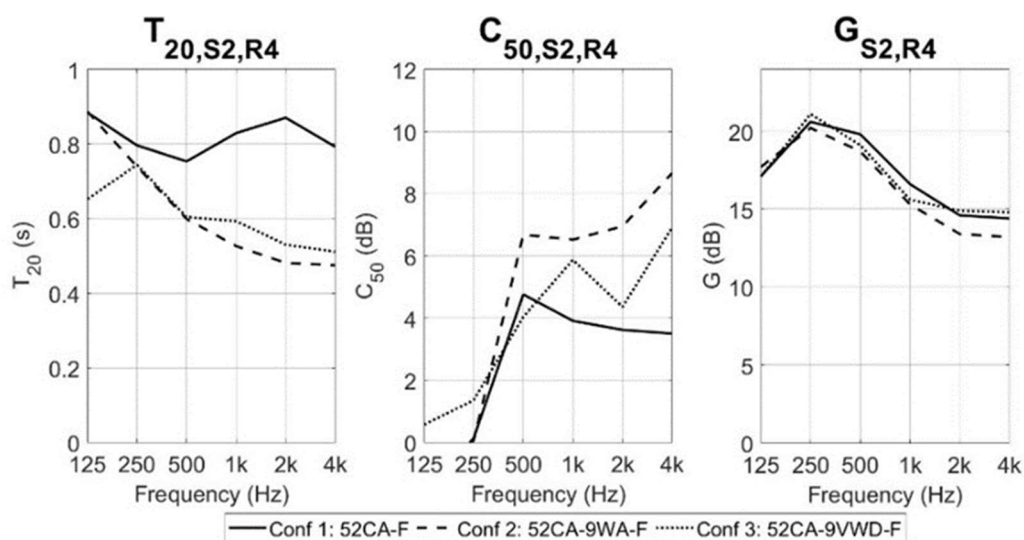 T20,S2,R4
C50,S2,R4
GS2,R4
1
0.8
0.6
0.4
0.2
0
T20 (s)
125 250 500 1k 2k 4k
Frequency (Hz)
12
10
8
6
4
2
0
C50 (dB)
125 250 500 1k 2k 4k
Frequency (Hz)
20
15
10
5
0
G (dB)
125 250 500 1k 2k 4k
Frequency (Hz)
Conf 1: 52CA-F Conf 2: 52CA-9WA-F Conf 3: 52CA-9VWD-F